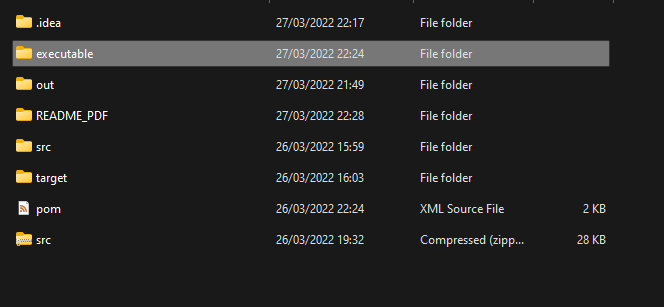 .idea 27/03/2022 22:17 File folder
executable 27/03/2022 22:24 File folder
out 27/03/2022 21:49 File folder
README_PDF 27/03/2022 22:28 File folder
src 26/03/2022 15:59 File folder
target 26/03/2022 16:03 File folder
pom 26/03/2022 22:24 XML Source File 2 KB
src 26/03/2022 19:32 Compressed (zipp... 28 KB